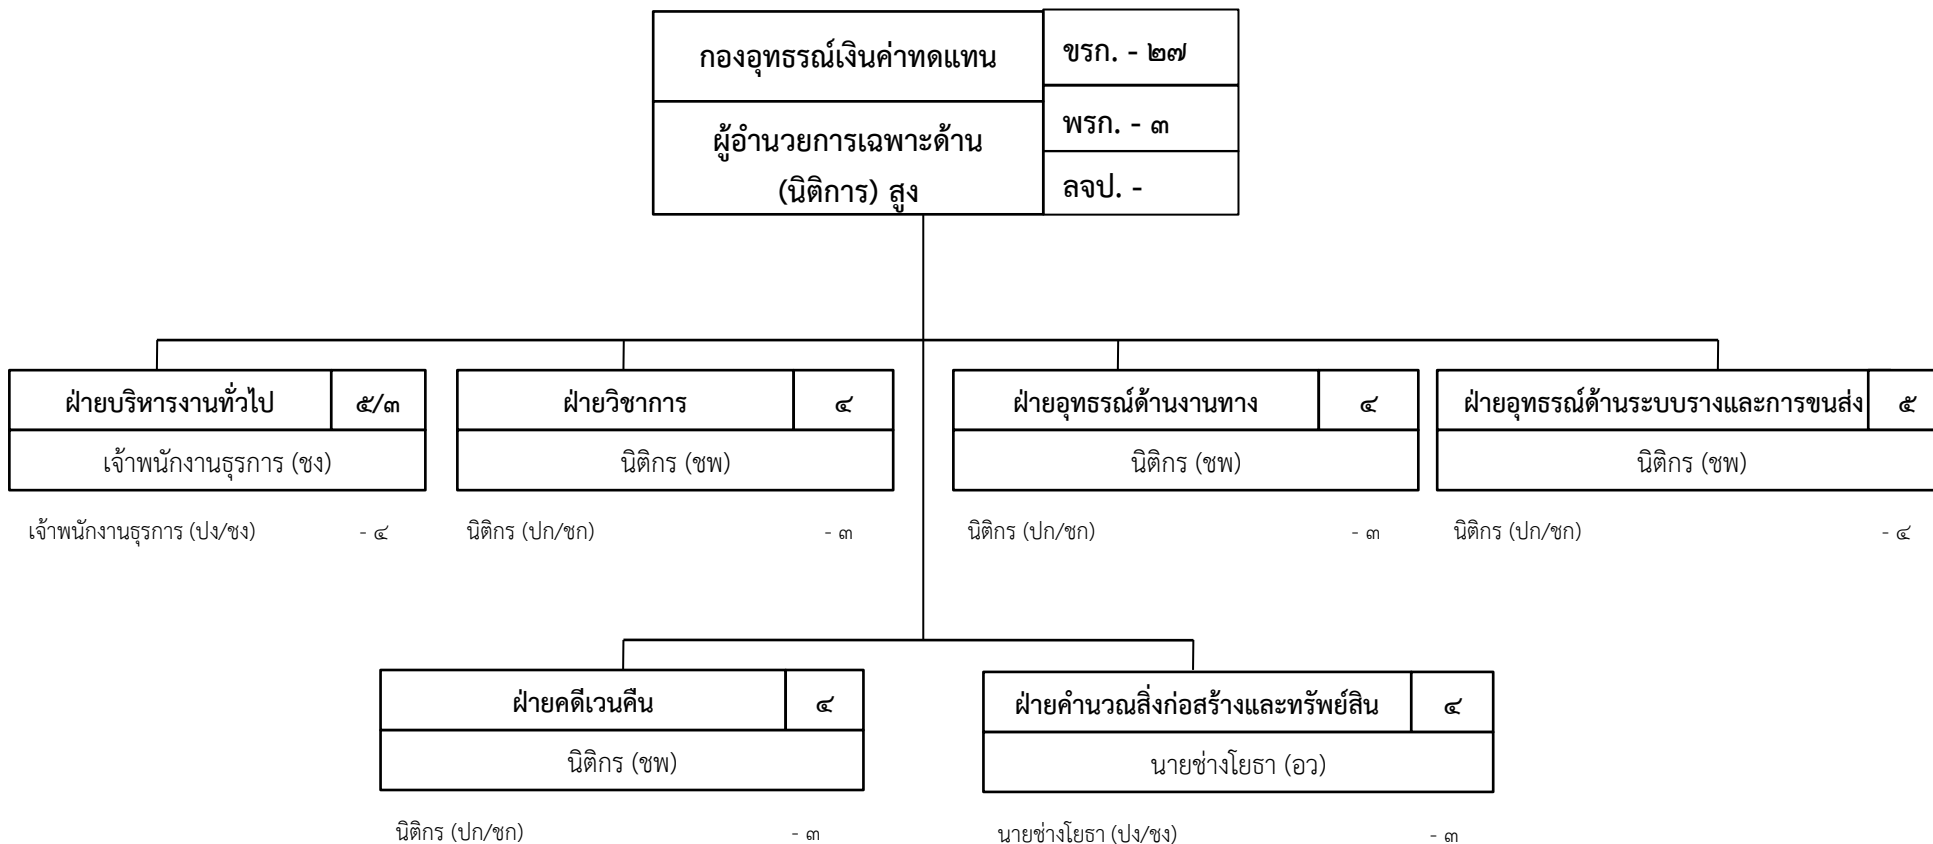 กองอุทธรณ์เงินค่าทดแทน
ขรก. - ๒๗
ผู้อำนวยการเฉพาะด้าน
(นิติการ) สูง
พรก. - ๓
ลจป. -
ฝ่ายบริหารงานทั่วไป ๕/๓
เจ้าพนักงานธุรการ (ชง)
เจ้าพนักงานธุรการ (ปง/ชง) - ๔
ฝ่ายวิชาการ ๔
นิติกร (ชพ)
นิติกร (ปก/ชก) - ๓
ฝ่ายอุทธรณ์ด้านงานทาง ๔
นิติกร (ชพ)
นิติกร (ปก/ชก) - ๓
ฝ่ายอุทธรณ์ด้านระบบรางและการขนส่ง ๕
นิติกร (ชพ)
นิติกร (ปก/ชก) - ๔
ฝ่ายคดีเวนคืน ๔
นิติกร (ชพ)
นิติกร (ปก/ชก) - ๓
ฝ่ายคำนวณสิ่งก่อสร้างและทรัพย์สิน ๔
นายช่างโยธา (อว)
นายช่างโยธา (ปง/ชง) - ๓